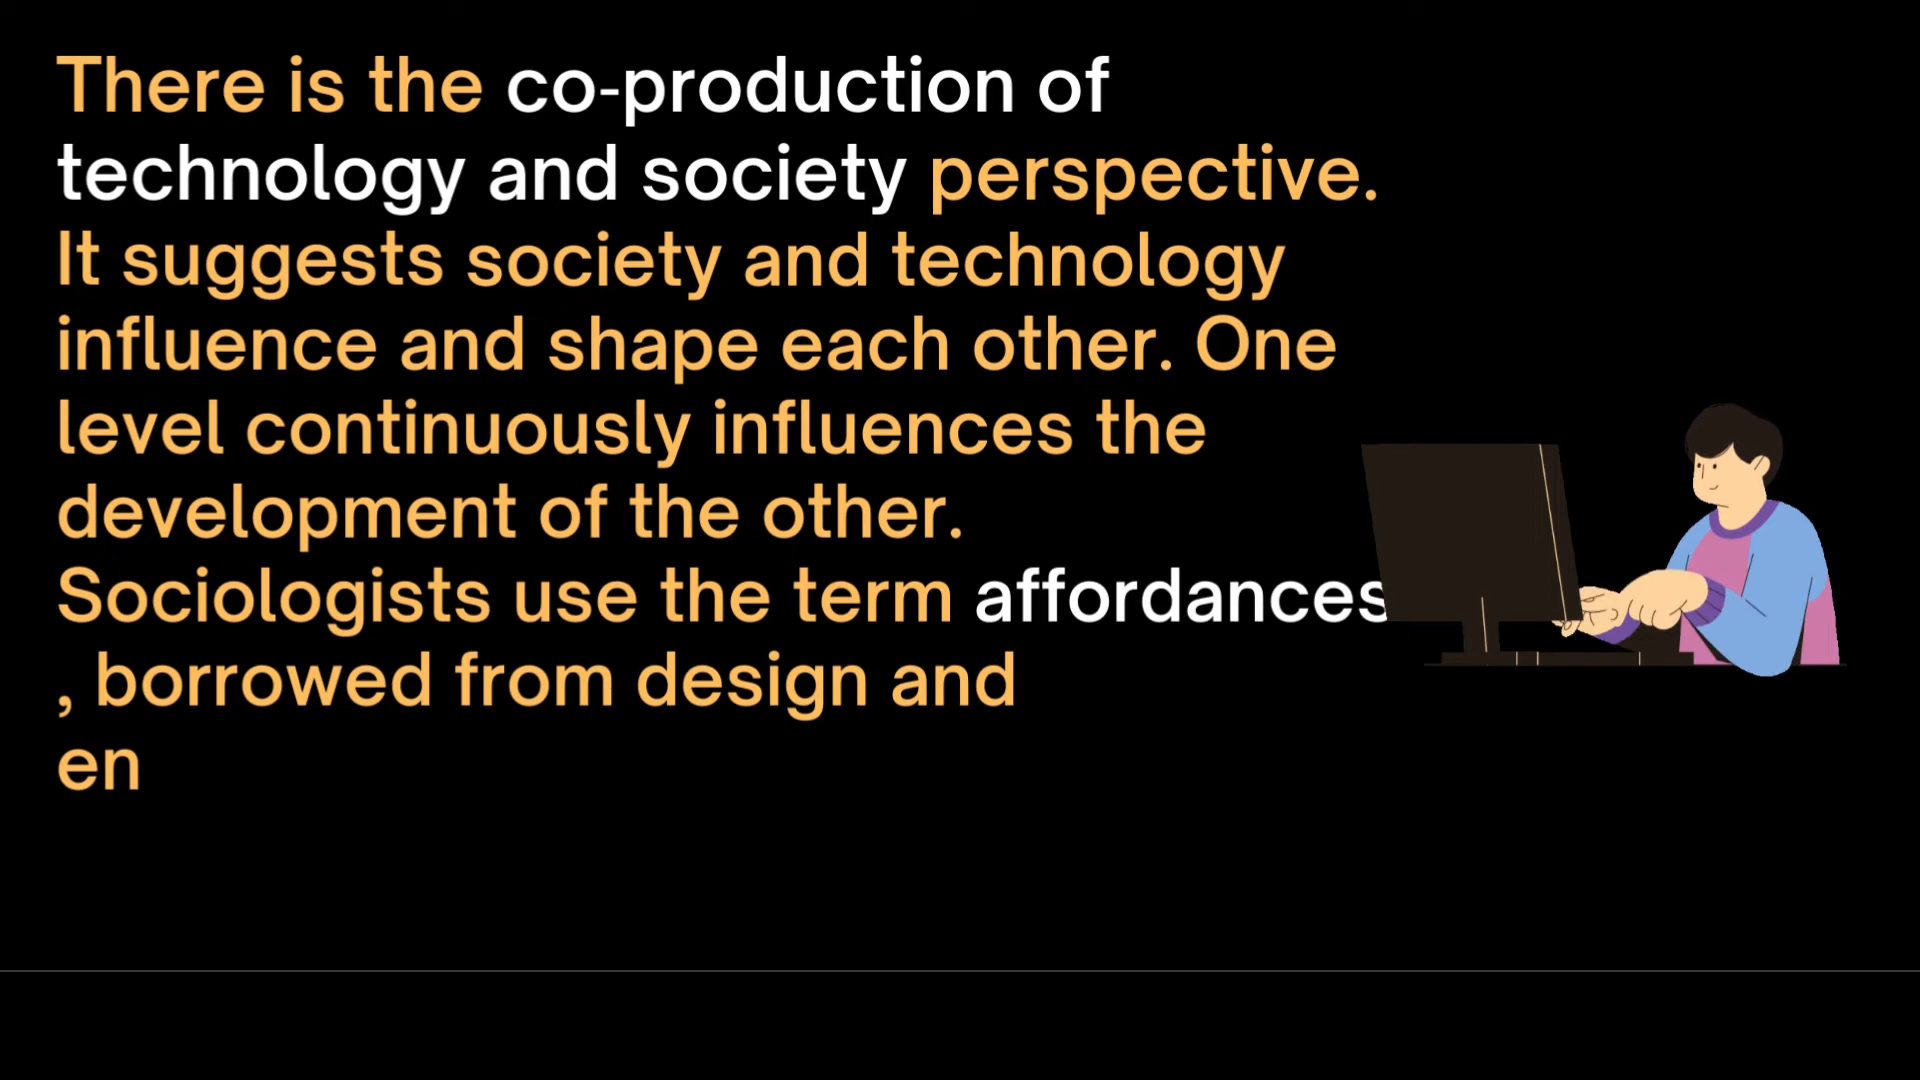 There is the co-production of
technology and society perspective.
It suggests society and technology
influence and shape each other. One
level continuously influences the
development of the other.
Sociologists use the term affordances
, borrowed from design and
en